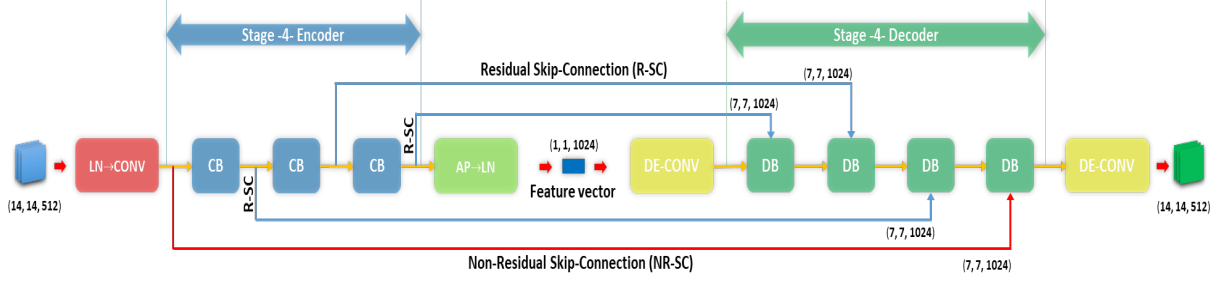 Stage -4- Encoder
Stage -4- Decoder
Residual Skip-Connection (R-SC)
(7, 7, 1024)
(7, 7, 1024)
R-SC
(1, 1, 1024)
LN→CONV
CB
CB
CB
AP→LN
DE-CONV
DB
DB
DB
DB
DE-CONV
Feature vector
R-SC
(14, 14, 512)
(14, 14, 512)
(7, 7, 1024)
Non-Residual Skip-Connection (NR-SC)
(7, 7, 1024)